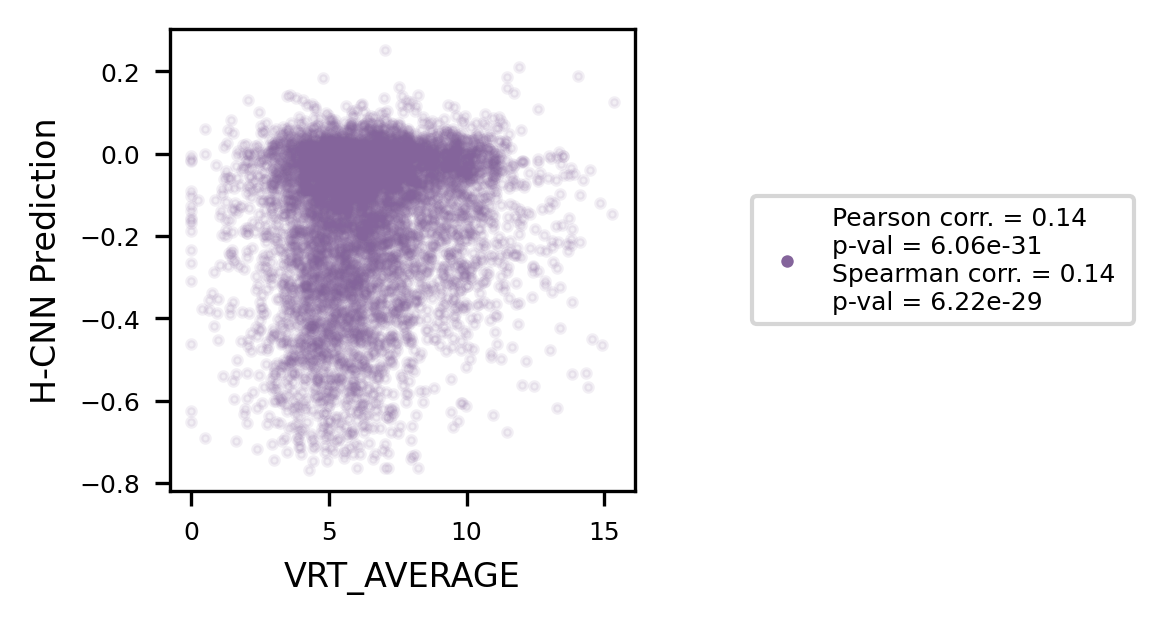 0.2
0.0
−0.2
−0.4
−0.6
−0.8
H-CNN Prediction
0 5 10 15
VRT_AVERAGE
Pearson corr. = 0.14
p-val = 6.06e-31
Spearman corr. = 0.14
p-val = 6.22e-29